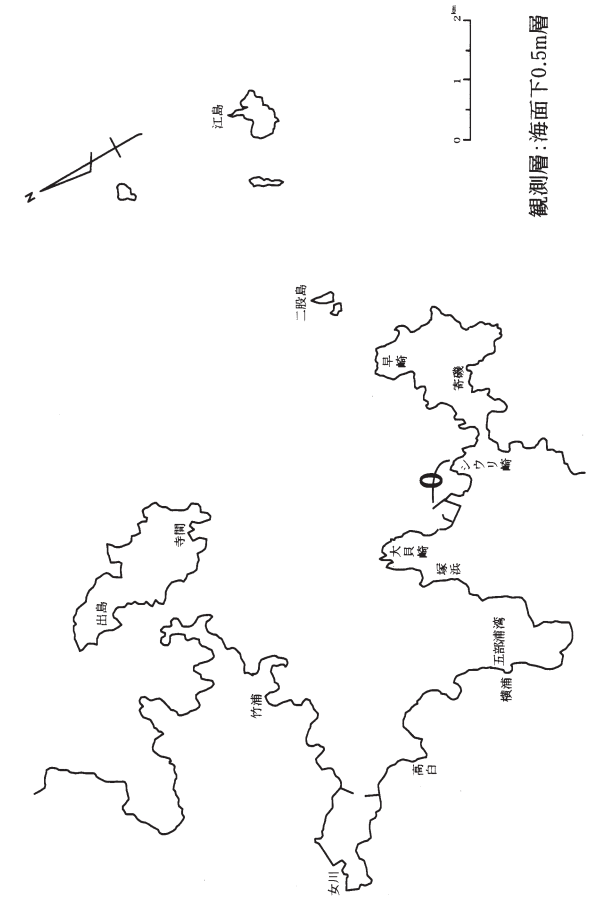 N
江島
0 1 2 km
観測層:海面下0.5m層
二股島
早崎
寄磯
シウリ崎
0
大貝崎
塚浜
寺間
出島
五部浦湾
横浦
竹浦
高白
女川